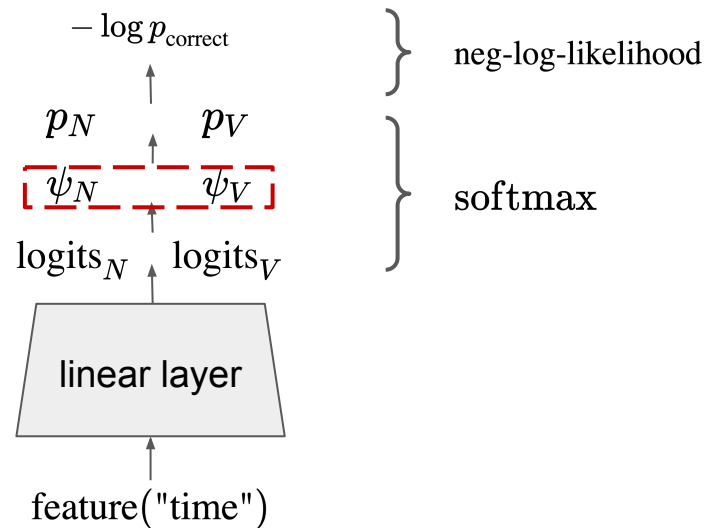 − log p_correct
neg-log-likelihood
p_N p_V
ψ_N ψ_V
softmax
logits_N logits_V
linear layer
feature("time")